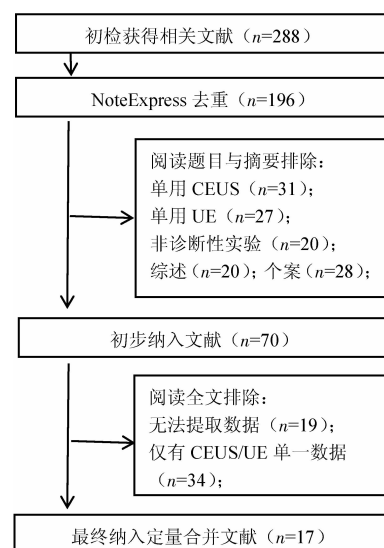 初检获得相关文献（n=288）
NoteExpress 去重（n=196）
阅读题目与摘要排除：
单用 CEUS（n=31）；
单用 UE（n=27）；
非诊断性实验（n=20）；
综述（n=20）；个案（n=28）；
初步纳入文献（n=70）
阅读全文排除：
无法提取数据（n=19）；
仅有 CEUS/UE 单一数据
（n=34）；
最终纳入定量合并文献（n=17）